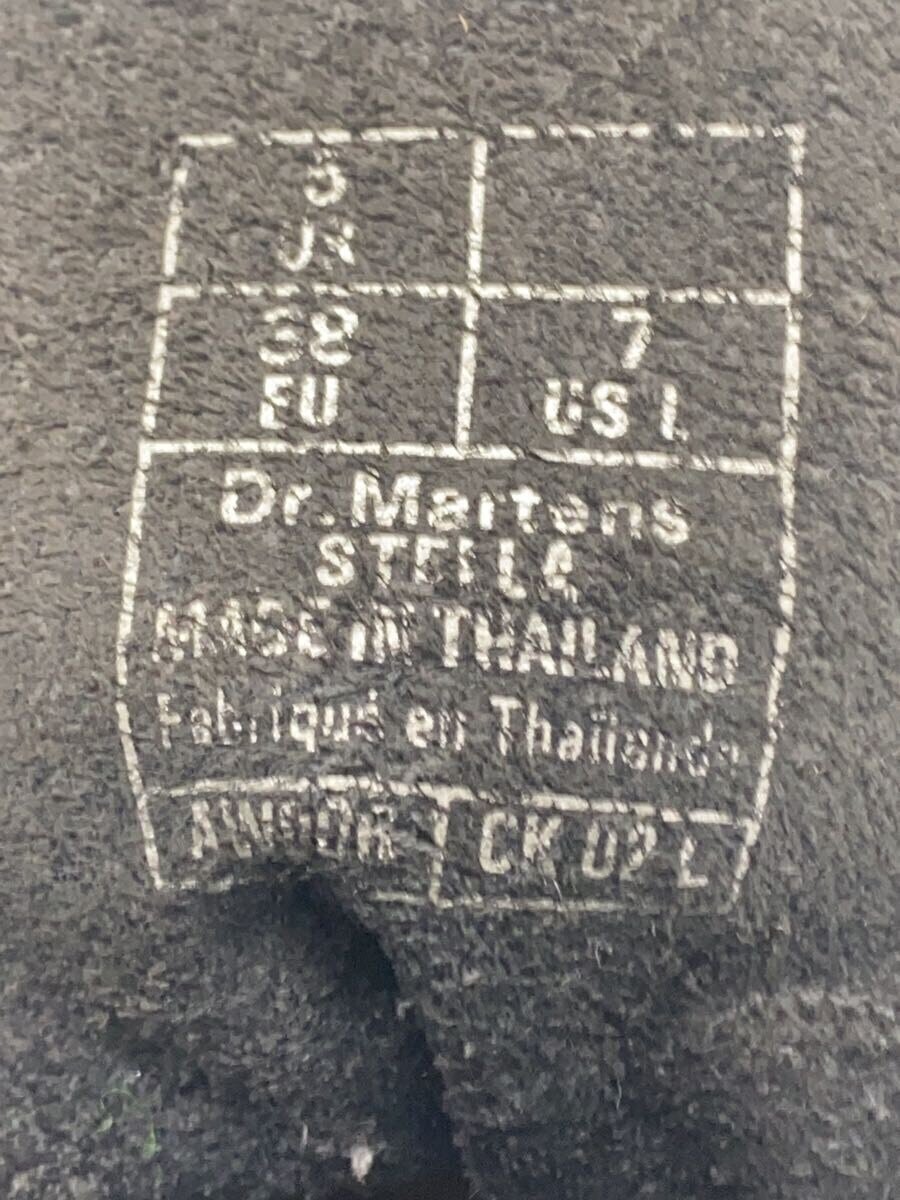 5
UK
38
EU
7
US L
Dr. Martens
STELLA
MADE IN THAILAND
Fabriqué en Thaïlande
CK 02 L